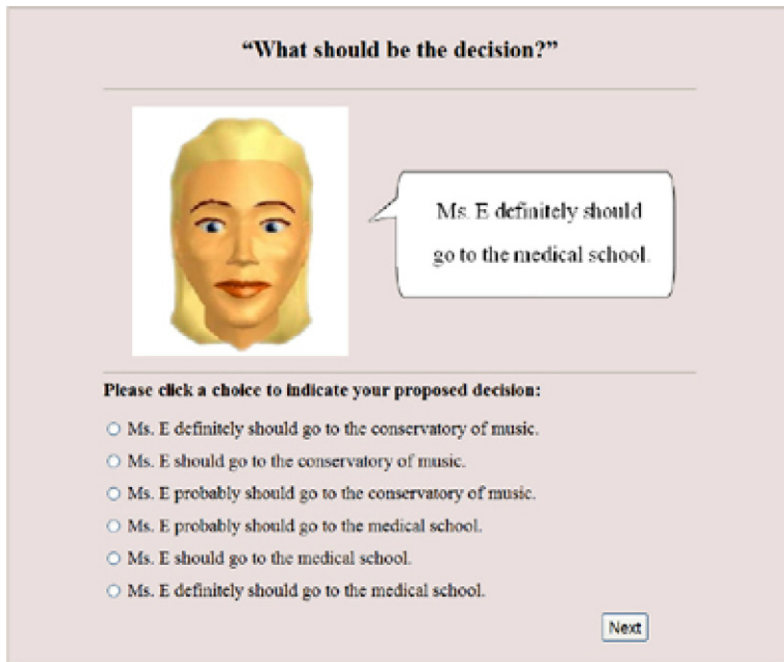 “What should be the decision?”
Ms. E definitely should
go to the medical school.
Please click a choice to indicate your proposed decision:
Ms. E definitely should go to the conservatory of music.
Ms. E should go to the conservatory of music.
Ms. E probably should go to the conservatory of music.
Ms. E probably should go to the medical school.
Ms. E should go to the medical school.
Ms. E definitely should go to the medical school.
Next